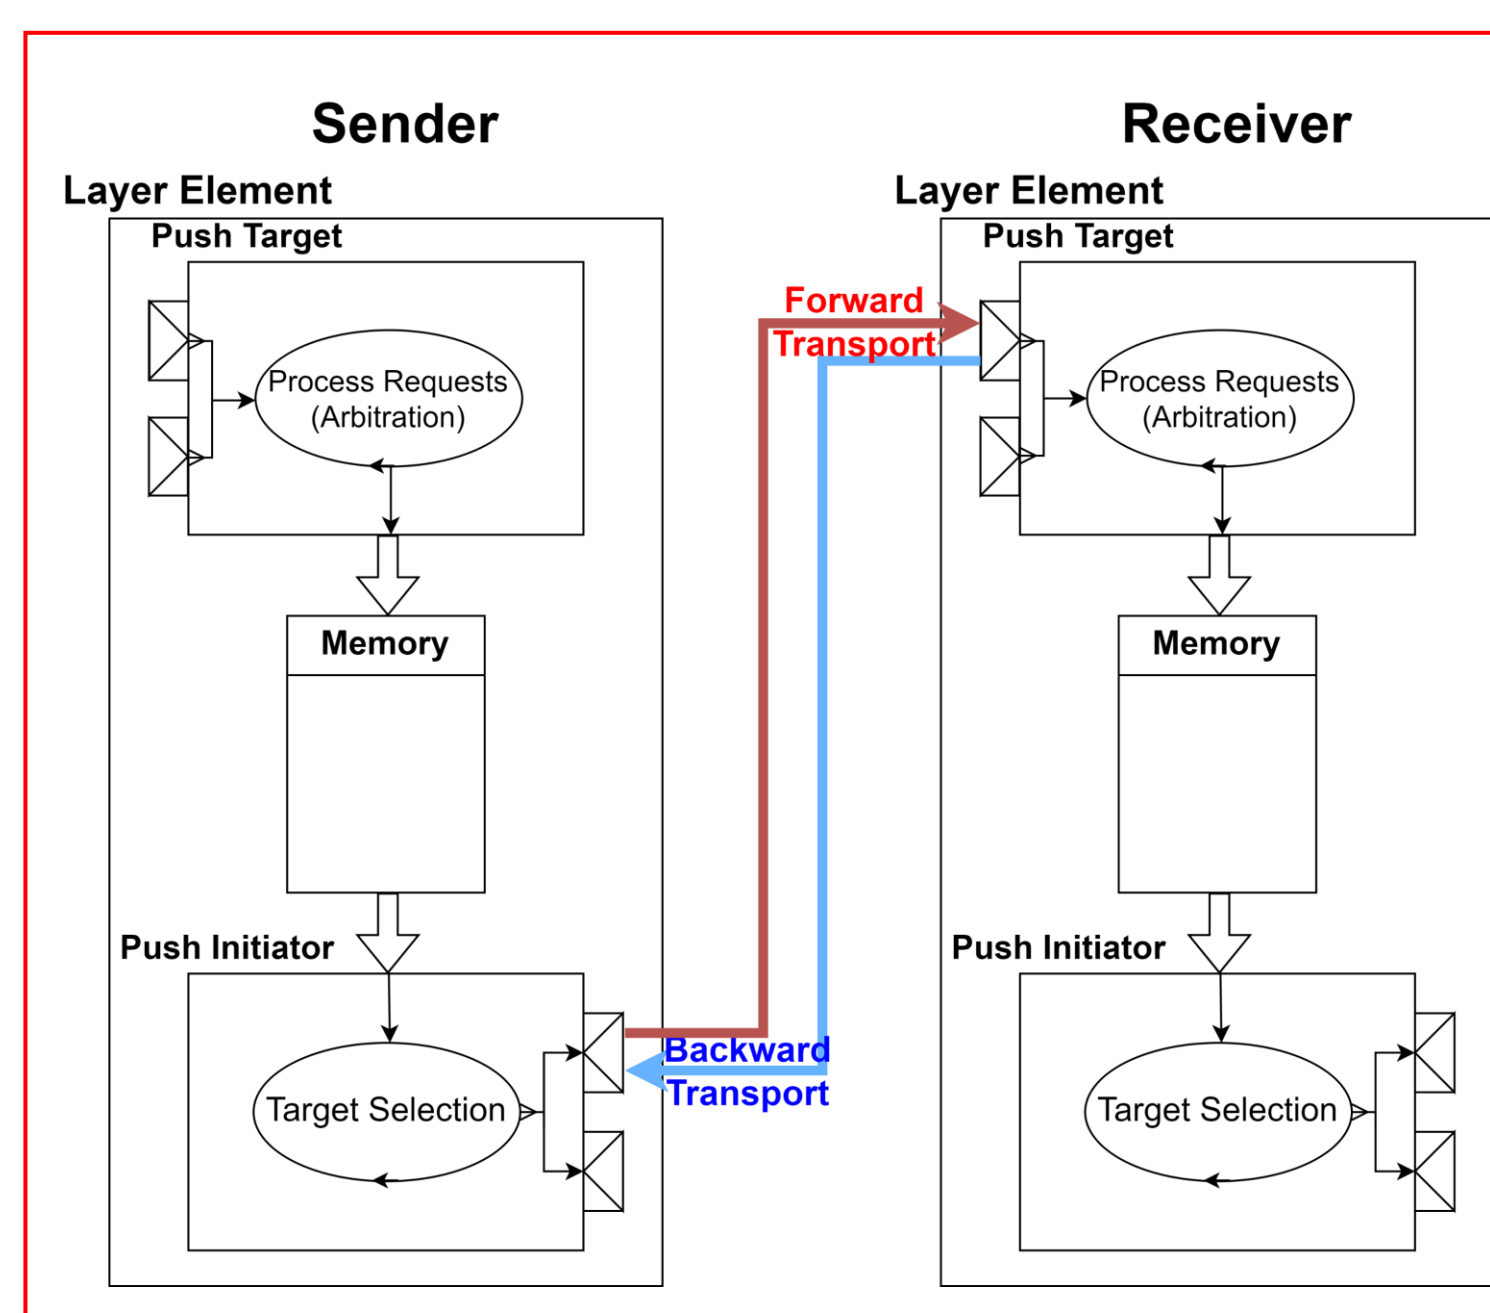 Sender
Receiver
Layer Element
Layer Element
Push Target
Push Target
Forward
Transport
Process Requests
(Arbitration)
Process Requests
(Arbitration)
Memory
Memory
Push Initiator
Push Initiator
Backward
Transport
Target Selection
Target Selection